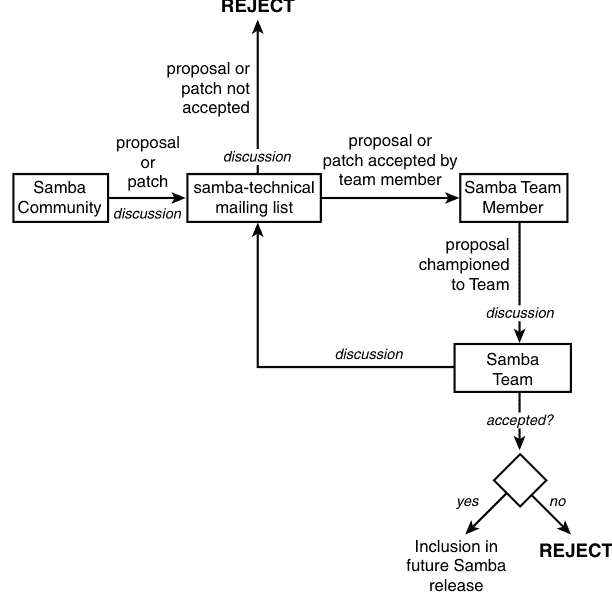 REJECT
proposal or
patch not
accepted
discussion
proposal
or
patch
discussion
proposal or
patch accepted by
team member
Samba
Community
samba-technical
mailing list
Samba Team
Member
proposal
championed
to Team
discussion
discussion
Samba
Team
accepted?
yes
no
Inclusion in
future Samba
release
REJECT